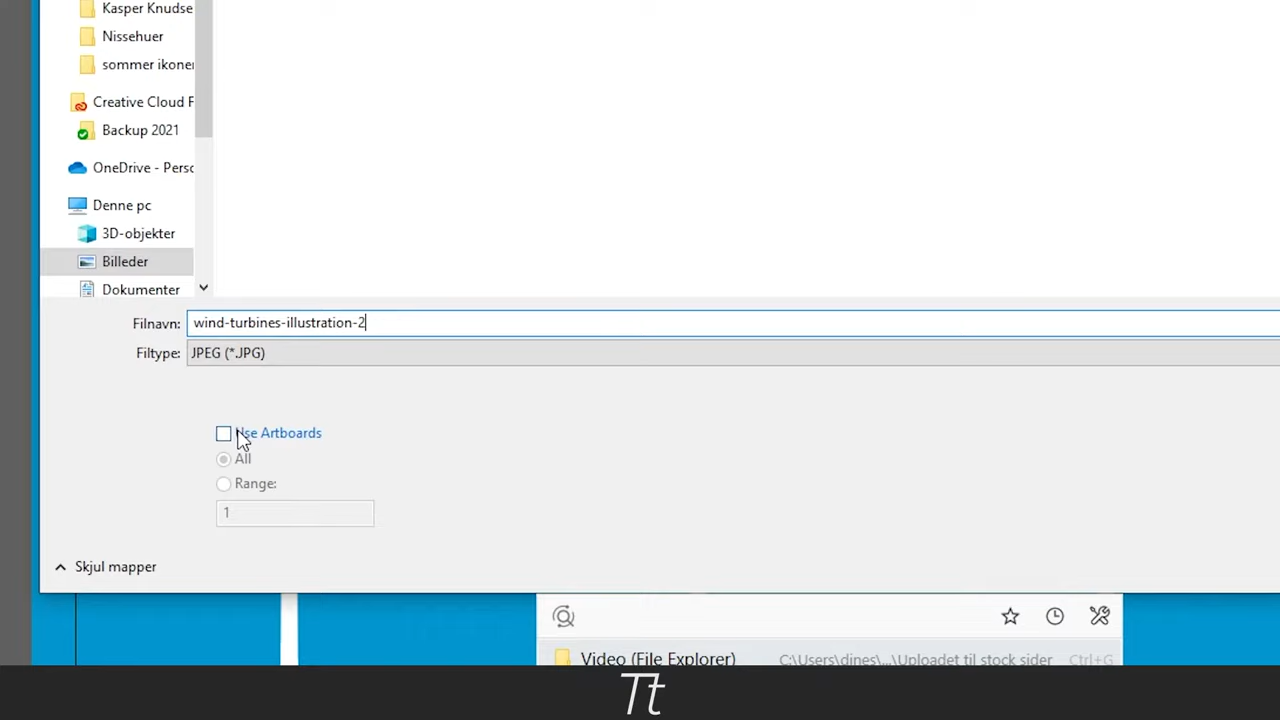 Kasper Knudse
Nissehuer
sommer ikoner
Creative Cloud F
Backup 2021
OneDrive - Perso
Denne pc
3D-objekter
Billeder
Dokumenter
Filnavn: wind-turbines-illustration-2
Filtype: JPEG (*.JPG)
Use Artboards
All
Range:
1
Skjul mapper
Video (File Explorer) C:\Users\dines\...\Uploadet til stock sider Ctrl+G
Tt